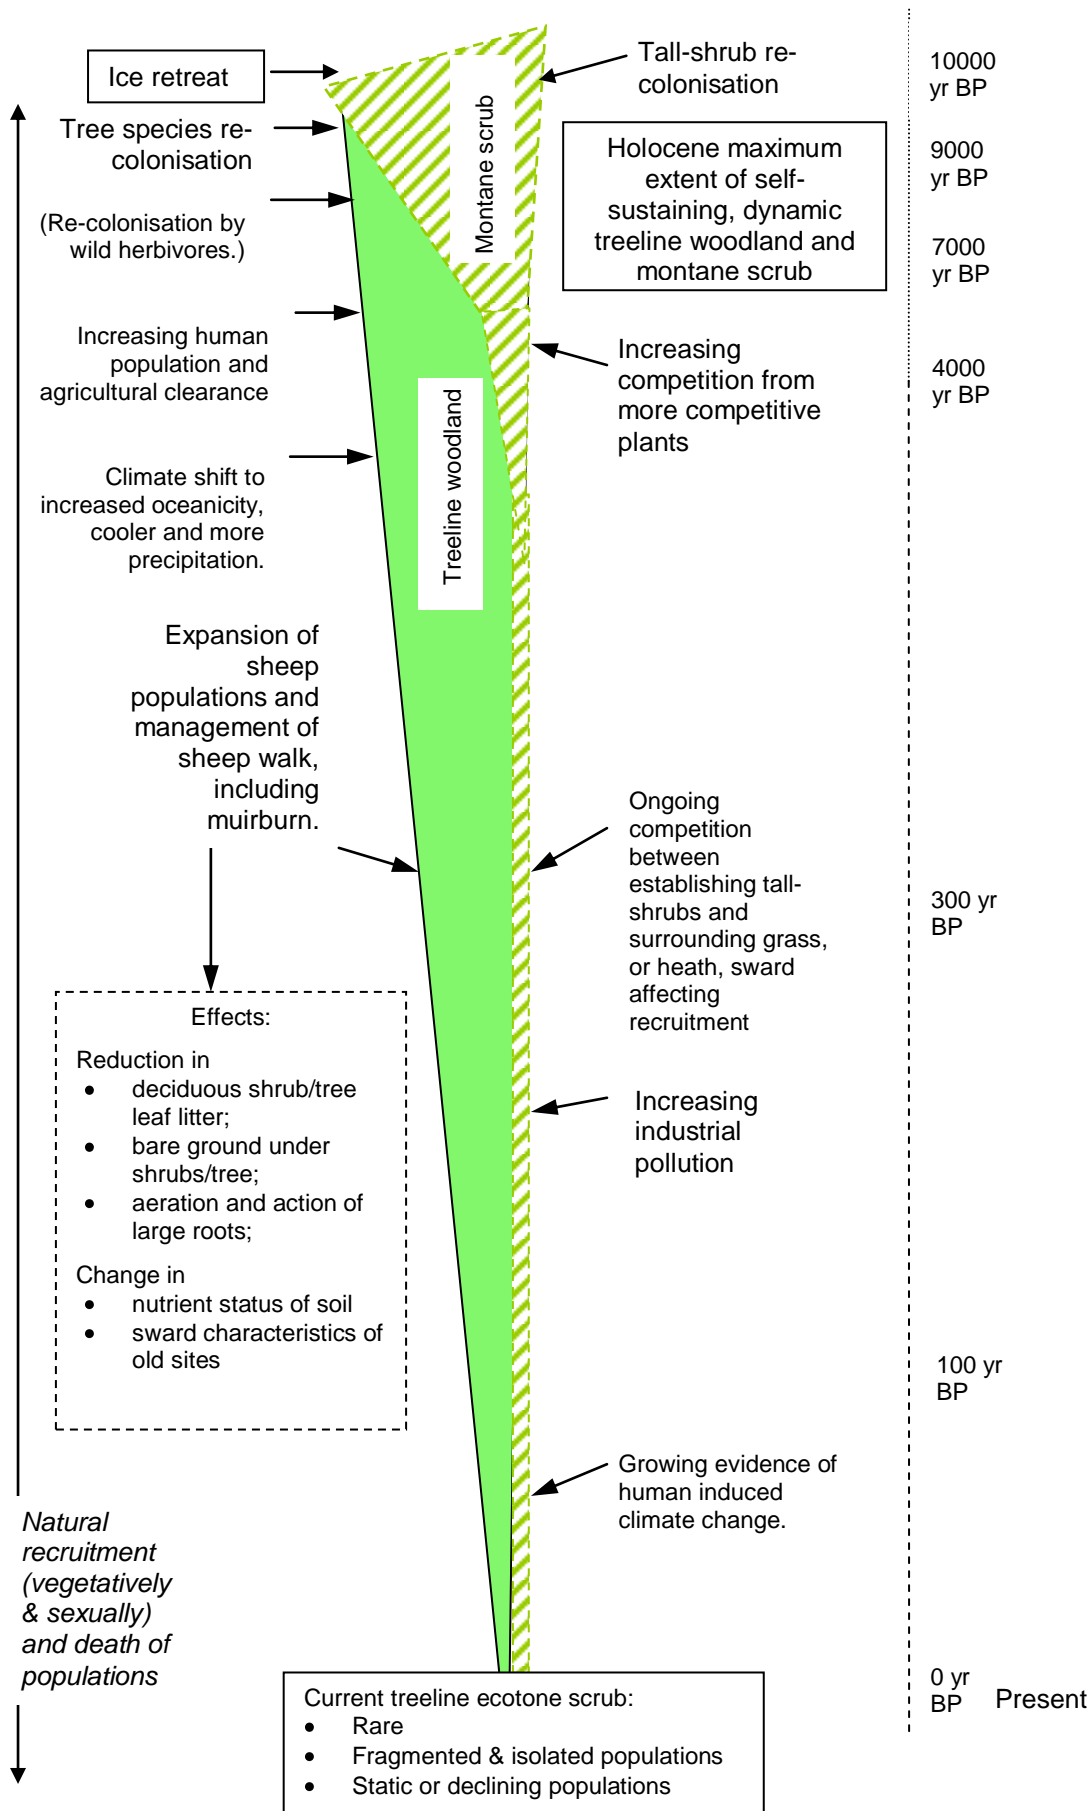 Ice retreat
Tall-shrub re-
colonisation
10000
yr BP
Tree species re-
colonisation
Montane scrub
Holocene maximum
extent of self-
sustaining, dynamic
treeline woodland and
montane scrub
9000
yr BP
(Re-colonisation by
wild herbivores.)
7000
yr BP
Increasing human
population and
agricultural clearance
Increasing
competition from
more competitive
plants
4000
yr BP
Treeline woodland
Climate shift to
increased oceanicity,
cooler and more
precipitation.
Expansion of
sheep
populations and
management of
sheep walk,
including
muirburn.
Ongoing
competition
between
establishing tall-
shrubs and
surrounding grass,
or heath, sward
affecting
recruitment
300 yr
BP
Effects:
Reduction in
• deciduous shrub/tree
leaf litter;
• bare ground under
shrubs/tree;
• aeration and action of
large roots;
Change in
• nutrient status of soil
• sward characteristics of
old sites
Increasing
industrial
pollution
100 yr
BP
Growing evidence of
human induced
climate change.
Natural
recruitment
(vegetatively
& sexually)
and death of
populations
Current treeline ecotone scrub:
• Rare
• Fragmented & isolated populations
• Static or declining populations
0 yr
BP
Present